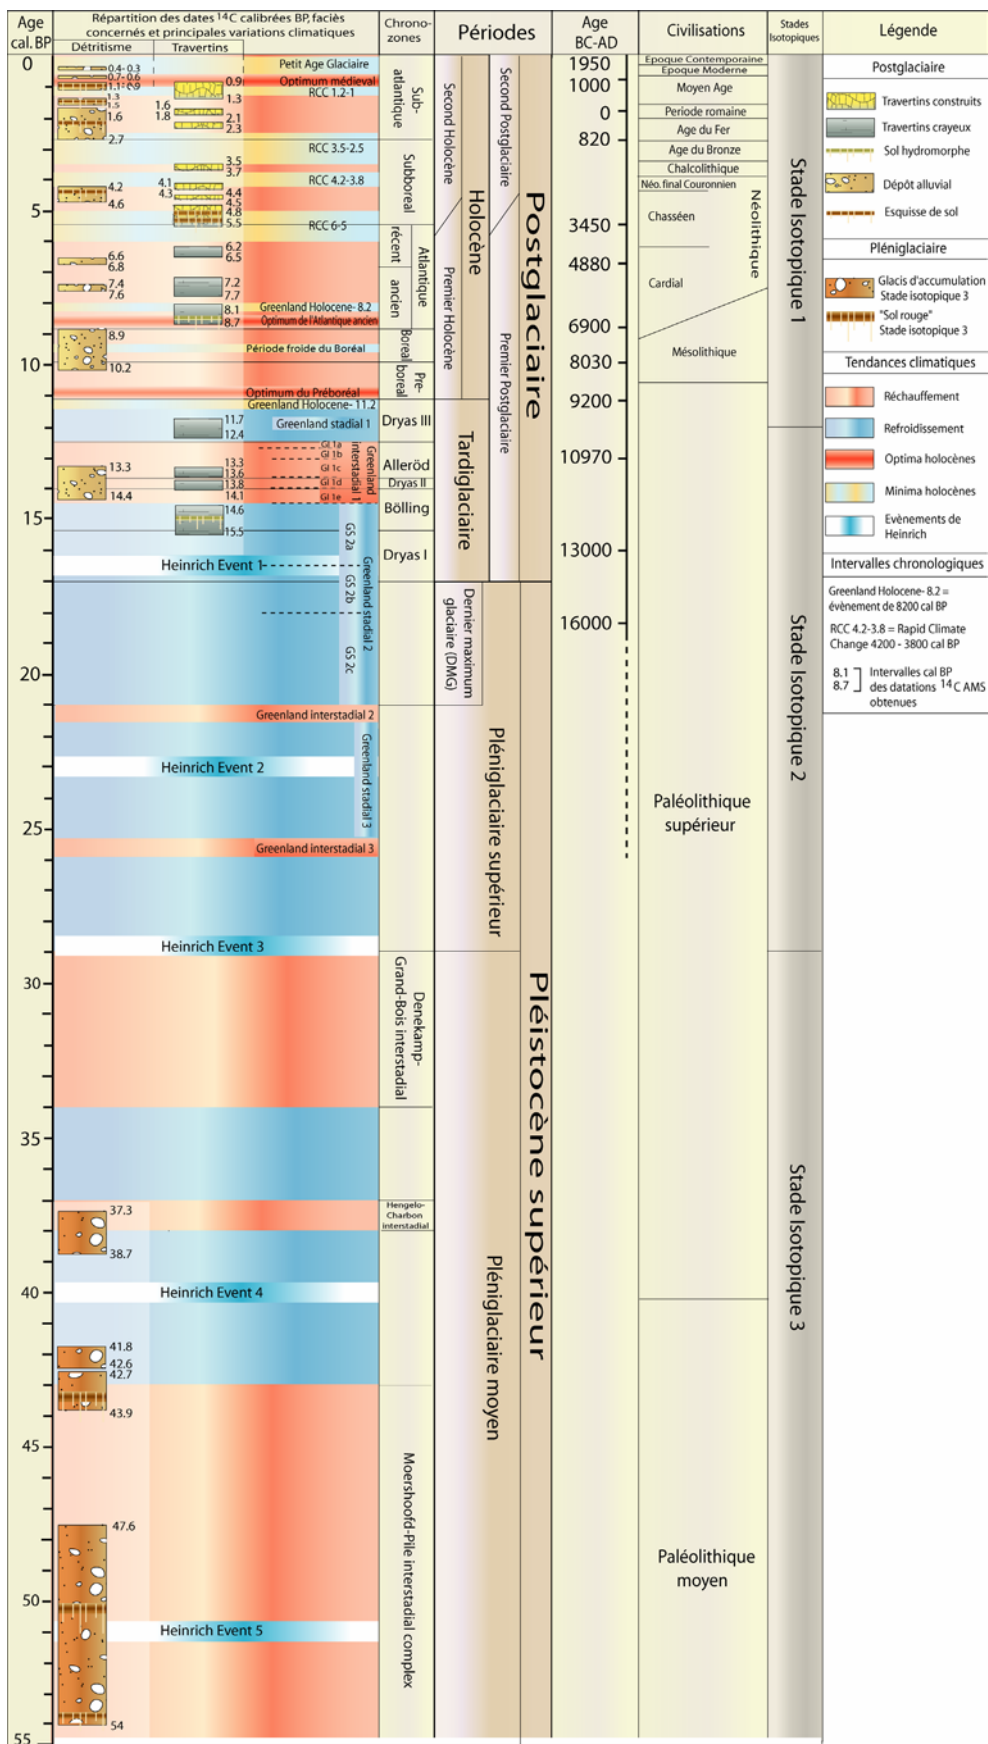 Age
cal. BP
Répartition des dates ¹⁴C calibrées BP, faciès
concernés et principales variations climatiques
Détritisme
Travertins
Chrono-
zones
Périodes
Age
BC-AD
Civilisations
Stades
Isotopiques
Légende
0
5
10
15
20
25
30
35
40
45
50
55
0.4-0.3
0.7-0.6
1.1-0.9
1.3
1.5
1.6
2.7
4.2
4.6
6.6
6.8
7.4
7.6
8.9
10.2
13.3
14.4
37.3
38.7
41.8
42.6
42.7
43.9
47.6
54
0.9
1.3
1.6
1.8
2.1
2.3
3.5
3.7
4.1
4.3
4.4
4.5
4.8
5.5
6.2
6.5
7.2
7.7
8.1
8.7
11.7
12.4
13.3
13.6
13.8
14.1
14.6
15.5
Petit Age Glaciaire
Optimum médieval
RCC 1.2-1
RCC 3.5-2.5
RCC 4.2-3.8
RCC 6-5
Greenland Holocene- 8.2
Optimum de l'Atlantique ancien
Période froide du Boréal
Optimum du Préboréal
Greenland Holocene- 11.2
Greenland stadial 1
GI 1a
GI 1b
GI 1c
GI 1d
GI 1e
Greenland
interstadial 1
GS 2a
Heinrich Event 1
GS 2b
GS 2c
Greenland stadial 2
Greenland interstadial 2
Heinrich Event 2
Greenland stadial 3
Greenland interstadial 3
Heinrich Event 3
Heinrich Event 4
Heinrich Event 5
Sub-
atlantique
Subboreal
récent
ancien
Atlantique
Boreal
Pre-
boreal
Dryas III
Alleröd
Dryas II
Bölling
Dryas I
Denekamp-
Grand-Bois interstadial
Hengelo-
Charbon
interstadial
Moershoofd-Pile interstadial complex
Second Holocène
Premier Holocène
Holocène
Second Postglaciaire
Premier Postglaciaire
Postglaciaire
Tardiglaciaire
Dernier maximum
glaciaire (DMG)
Pléniglaciaire supérieur
Pléniglaciaire moyen
Pléistocène supérieur
1950
1000
0
820
3450
4880
6900
8030
9200
10970
13000
16000
Epoque Contemporaine
Epoque Moderne
Moyen Age
Periode romaine
Age du Fer
Age du Bronze
Chalcolithique
Néo. final Couronnien
Chasséen
Cardial
Néolithique
Mésolithique
Paléolithique
supérieur
Paléolithique
moyen
Stade Isotopique 1
Stade Isotopique 2
Stade Isotopique 3
Postglaciaire
Travertins construits
Travertins crayeux
Sol hydromorphe
Dépôt alluvial
Esquisse de sol
Pléniglaciaire
Glacis d'accumulation
Stade isotopique 3
"Sol rouge"
Stade isotopique 3
Tendances climatiques
Réchauffement
Refroidissement
Optima holocènes
Minima holocènes
Evènements de
Heinrich
Intervalles chronologiques
Greenland Holocene- 8.2 =
évènement de 8200 cal BP
RCC 4.2-3.8 = Rapid Climate
Change 4200 - 3800 cal BP
8.1
8.7
Intervalles cal BP
des datations ¹⁴C AMS
obtenues